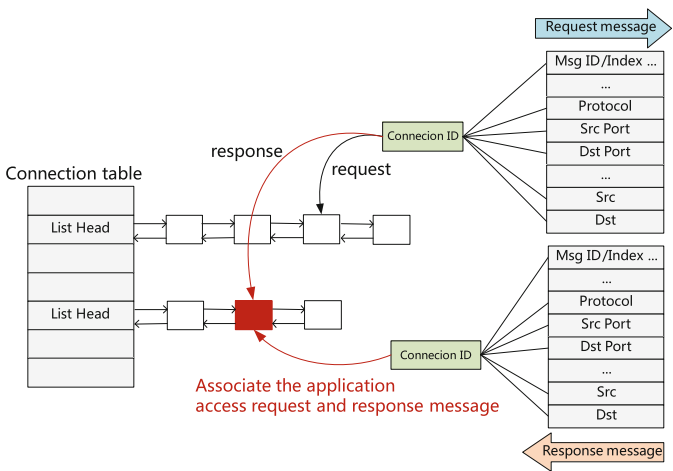 Request message
Msg ID/Index ...
...
Protocol
Src Port
Dst Port
...
Src
Dst
Connecion ID
response
request
Connection table
List Head
List Head
Msg ID/Index ...
...
Protocol
Src Port
Dst Port
...
Src
Dst
Connecion ID
Associate the application
access request and response message
Response message